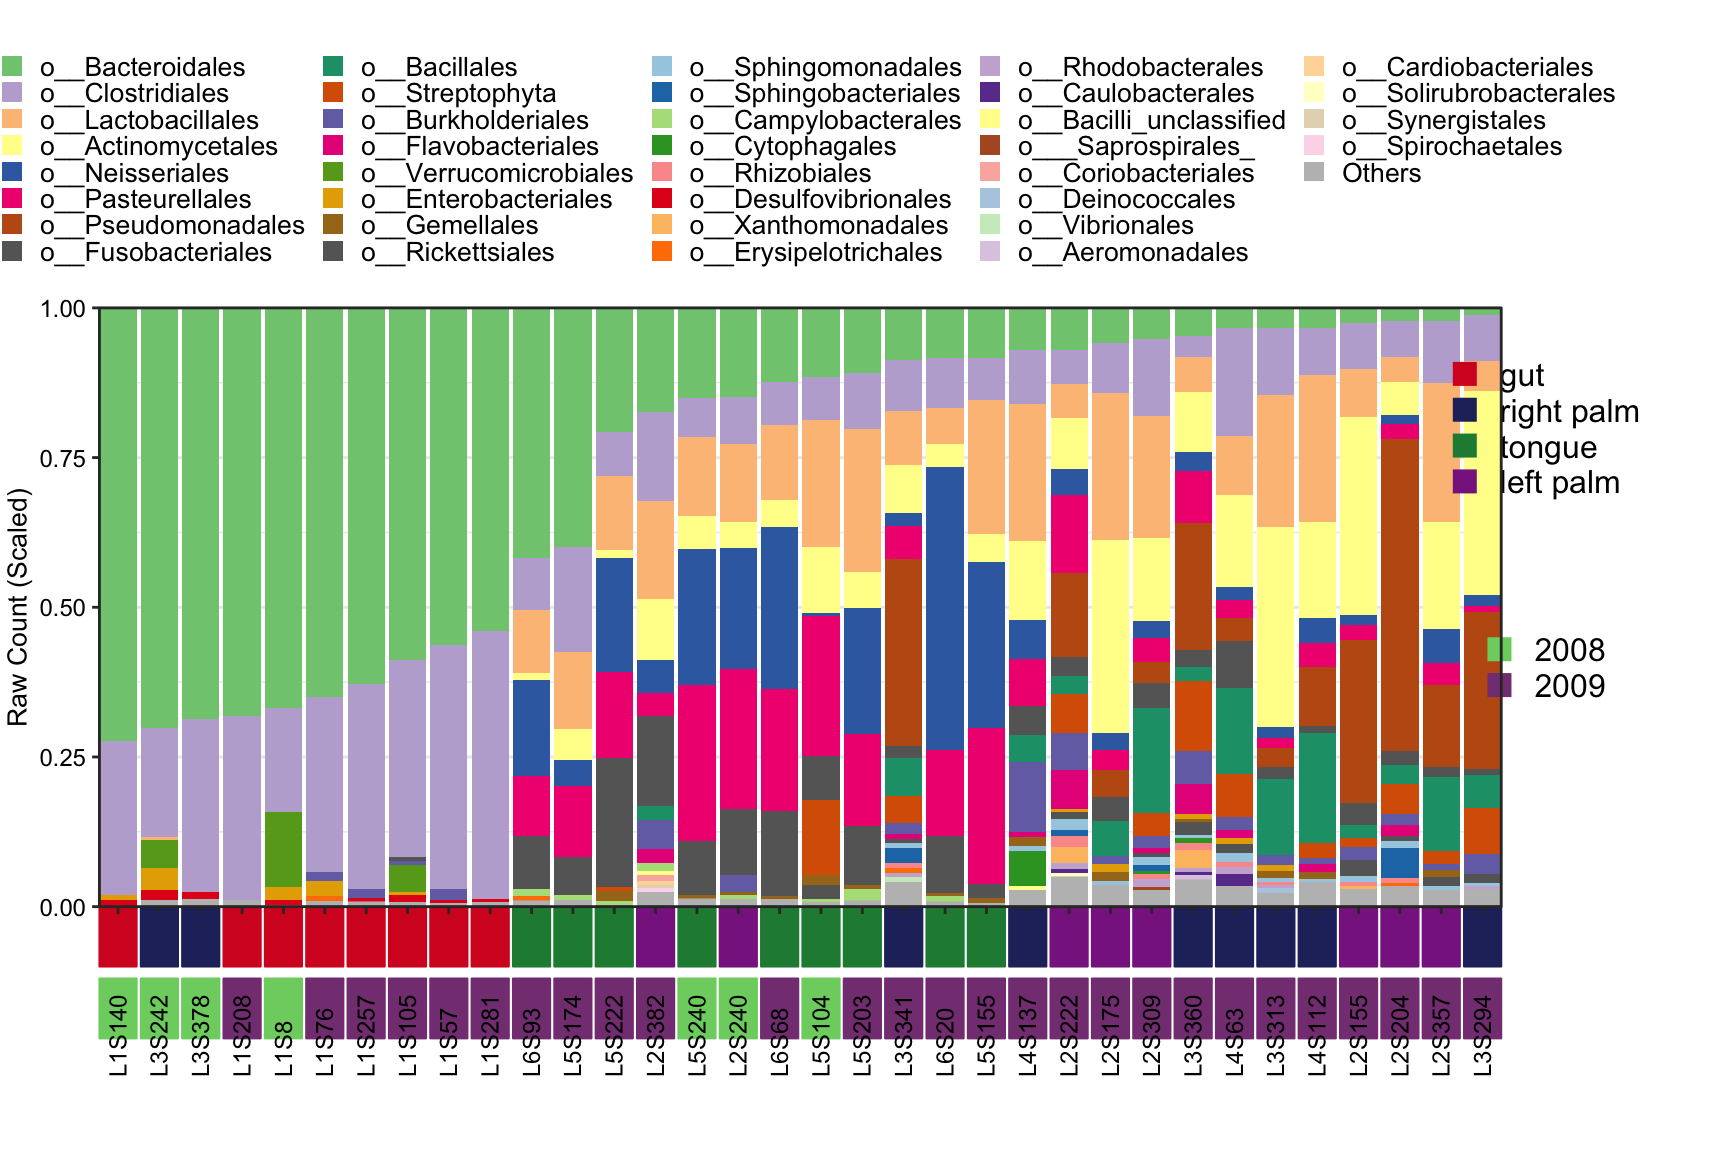 o__Bacteroidales o__Bacillales o__Sphingomonadales o__Rhodobacterales o__Cardiobacteriales
o__Clostridiales o__Streptophyta o__Sphingobacteriales o__Caulobacterales o__Solirubrobacterales
o__Lactobacillales o__Burkholderiales o__Campylobacterales o__Bacilli_unclassified o__Synergistales
o__Actinomycetales o__Flavobacteriales o__Cytophagales o___Saprospirales_ o__Spirochaetales
o__Neisseriales o__Verrucomicrobiales o__Rhizobiales o__Coriobacteriales Others
o__Pasteurellales o__Enterobacteriales o__Desulfovibrionales o__Deinococcales
o__Pseudomonadales o__Gemellales o__Xanthomonadales o__Vibrionales
o__Fusobacteriales o__Rickettsiales o__Erysipelotrichales o__Aeromonadales
1.00
0.75
0.50
0.25
0.00
Raw Count (Scaled)
gut
right palm
tongue
left palm
2008
2009
L1S140 L3S242 L3S378 L1S208 L1S8 L1S76 L1S257 L1S105 L1S57 L1S281 L6S93 L5S174 L5S222 L2S382 L5S240 L2S240 L6S68 L5S104 L5S203 L3S341 L6S20 L5S155 L4S137 L2S222 L2S175 L2S309 L3S360 L4S63 L3S313 L4S112 L2S155 L2S204 L2S357 L3S294